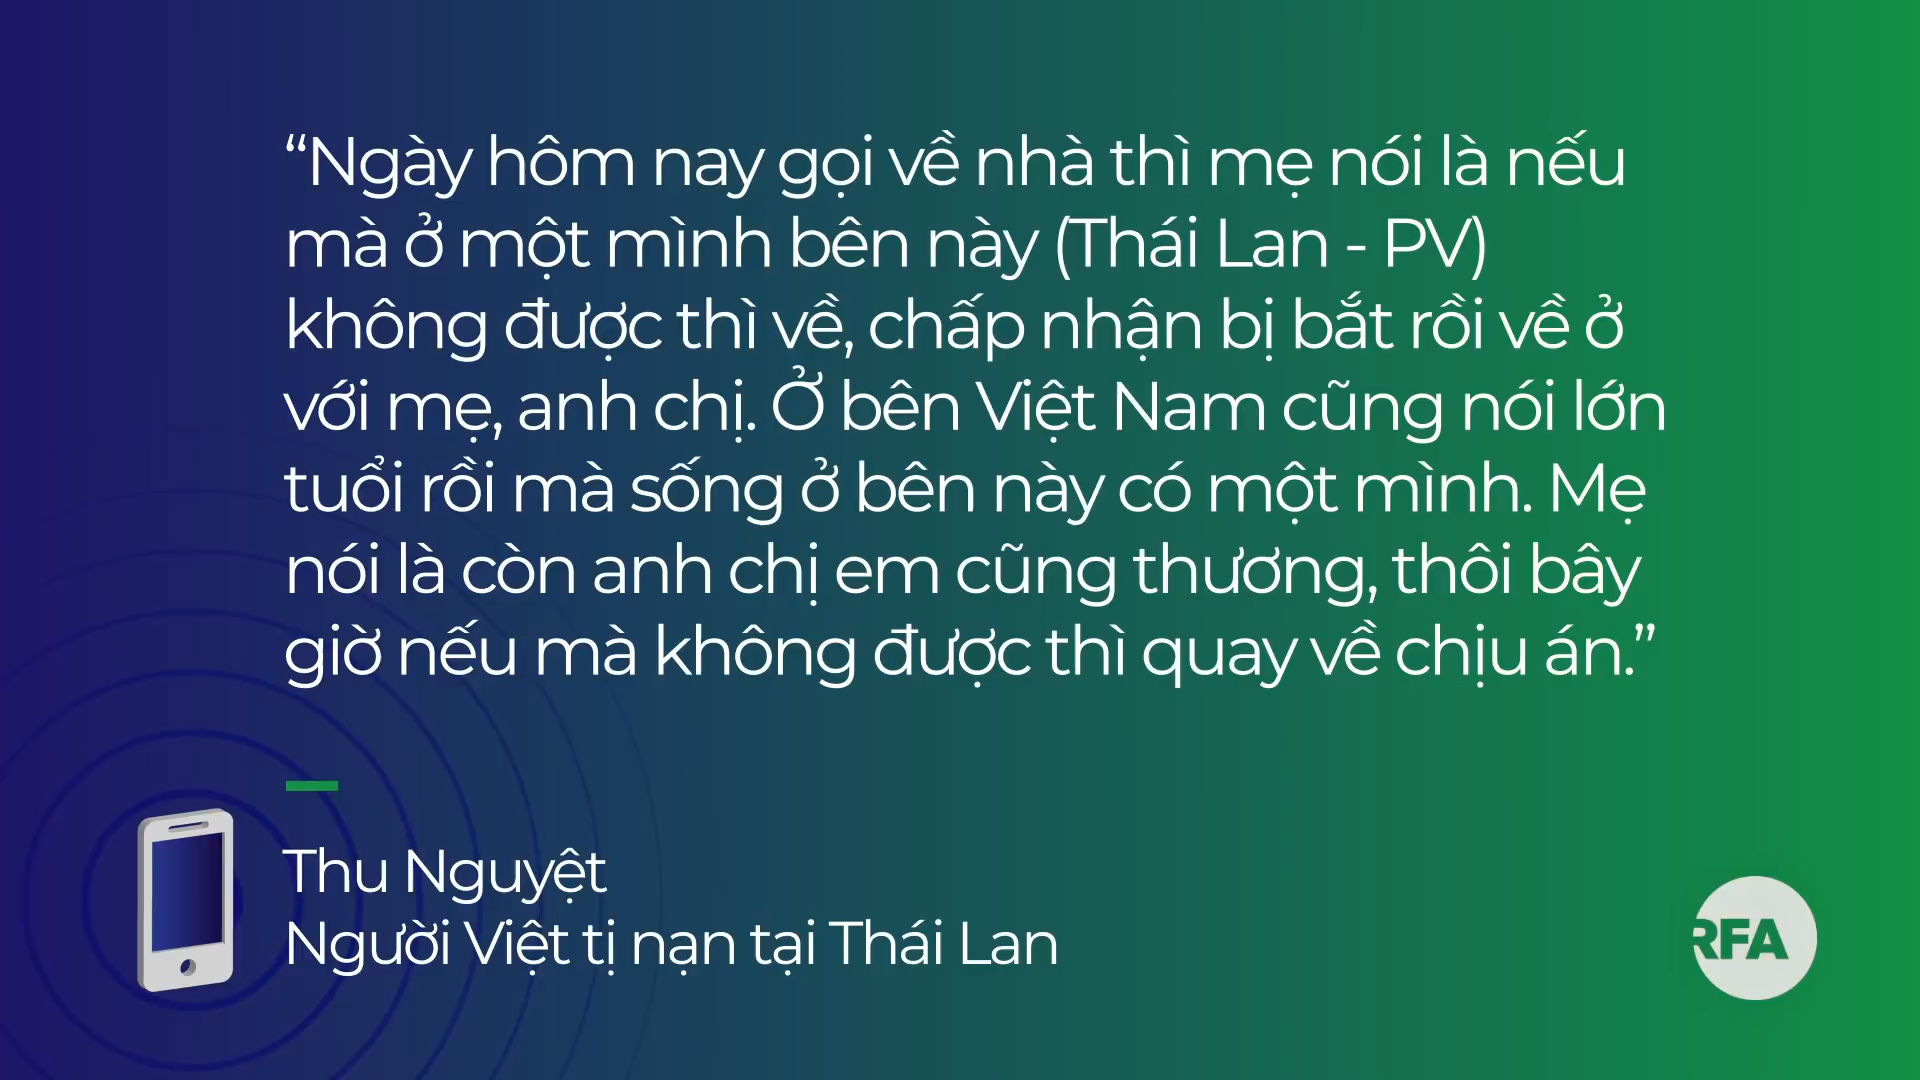 “Ngày hôm nay gọi về nhà thì mẹ nói là nếu
mà ở một mình bên này (Thái Lan - PV)
không được thì về, chấp nhận bị bắt rồi về ở
với mẹ, anh chị. Ở bên Việt Nam cũng nói lớn
tuổi rồi mà sống ở bên này có một mình. Mẹ
nói là còn anh chị em cũng thương, thôi bây
giờ nếu mà không được thì quay về chịu án.”
Thu Nguyệt
Người Việt tị nạn tại Thái Lan
RFA